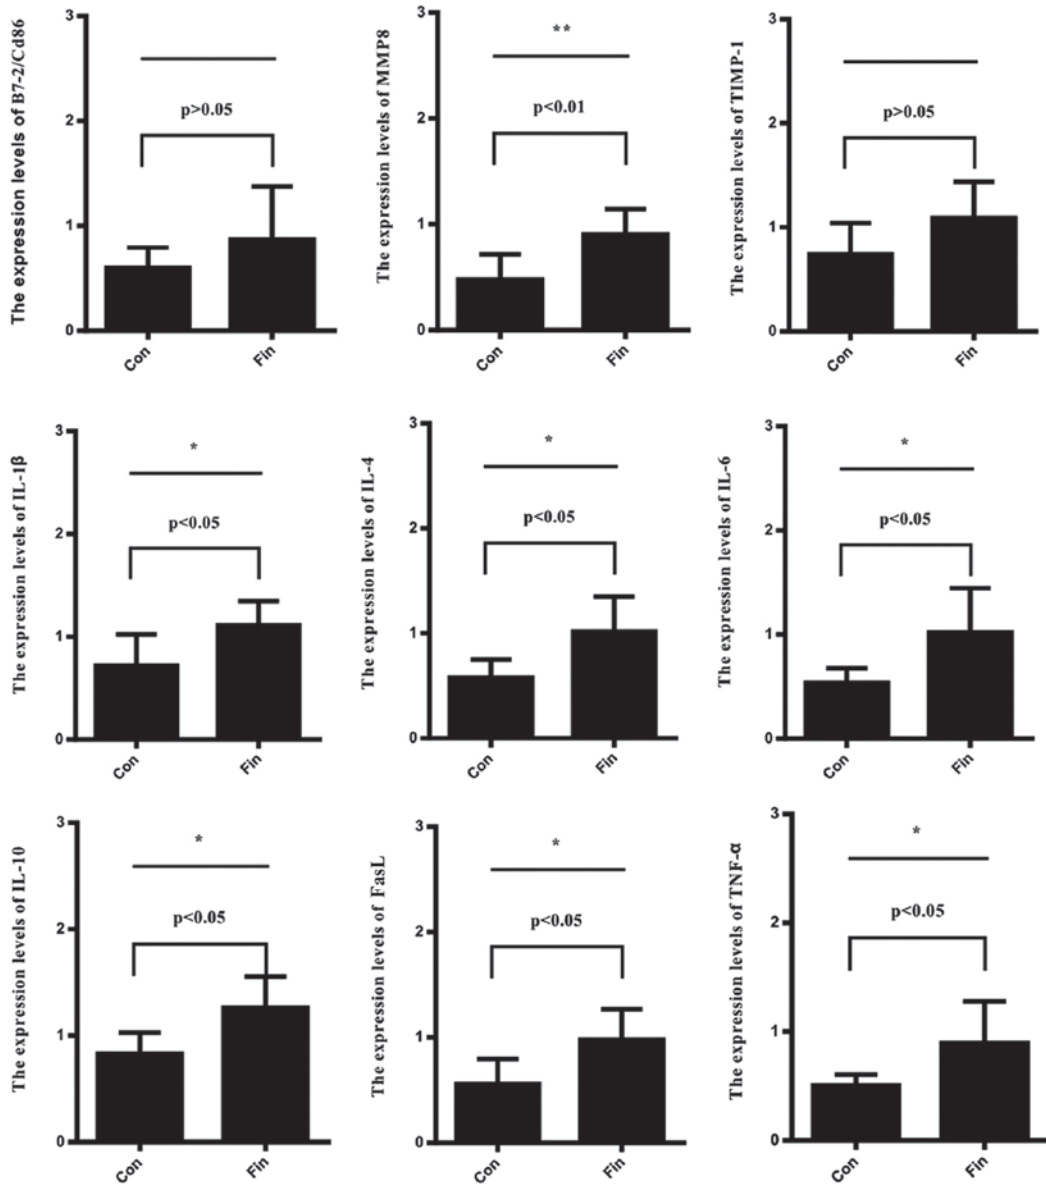 The expression levels of B7-2/Cd86
3
2
1
0
p>0.05
Con
Fin
The expression levels of MMP8
3
2
1
0
**
p<0.01
Con
Fin
The expression levels of TIMP-1
3
2
1
0
p>0.05
Con
Fin
The expression levels of IL-1β
3
2
1
0
*
p<0.05
Con
Fin
The expression levels of IL-4
3
2
1
0
*
p<0.05
Con
Fin
The expression levels of IL-6
3
2
1
0
*
p<0.05
Con
Fin
The expression levels of IL-10
3
2
1
0
*
p<0.05
Con
Fin
The expression levels of FasL
3
2
1
0
*
p<0.05
Con
Fin
The expression levels of TNF-α
3
2
1
0
*
p<0.05
Con
Fin